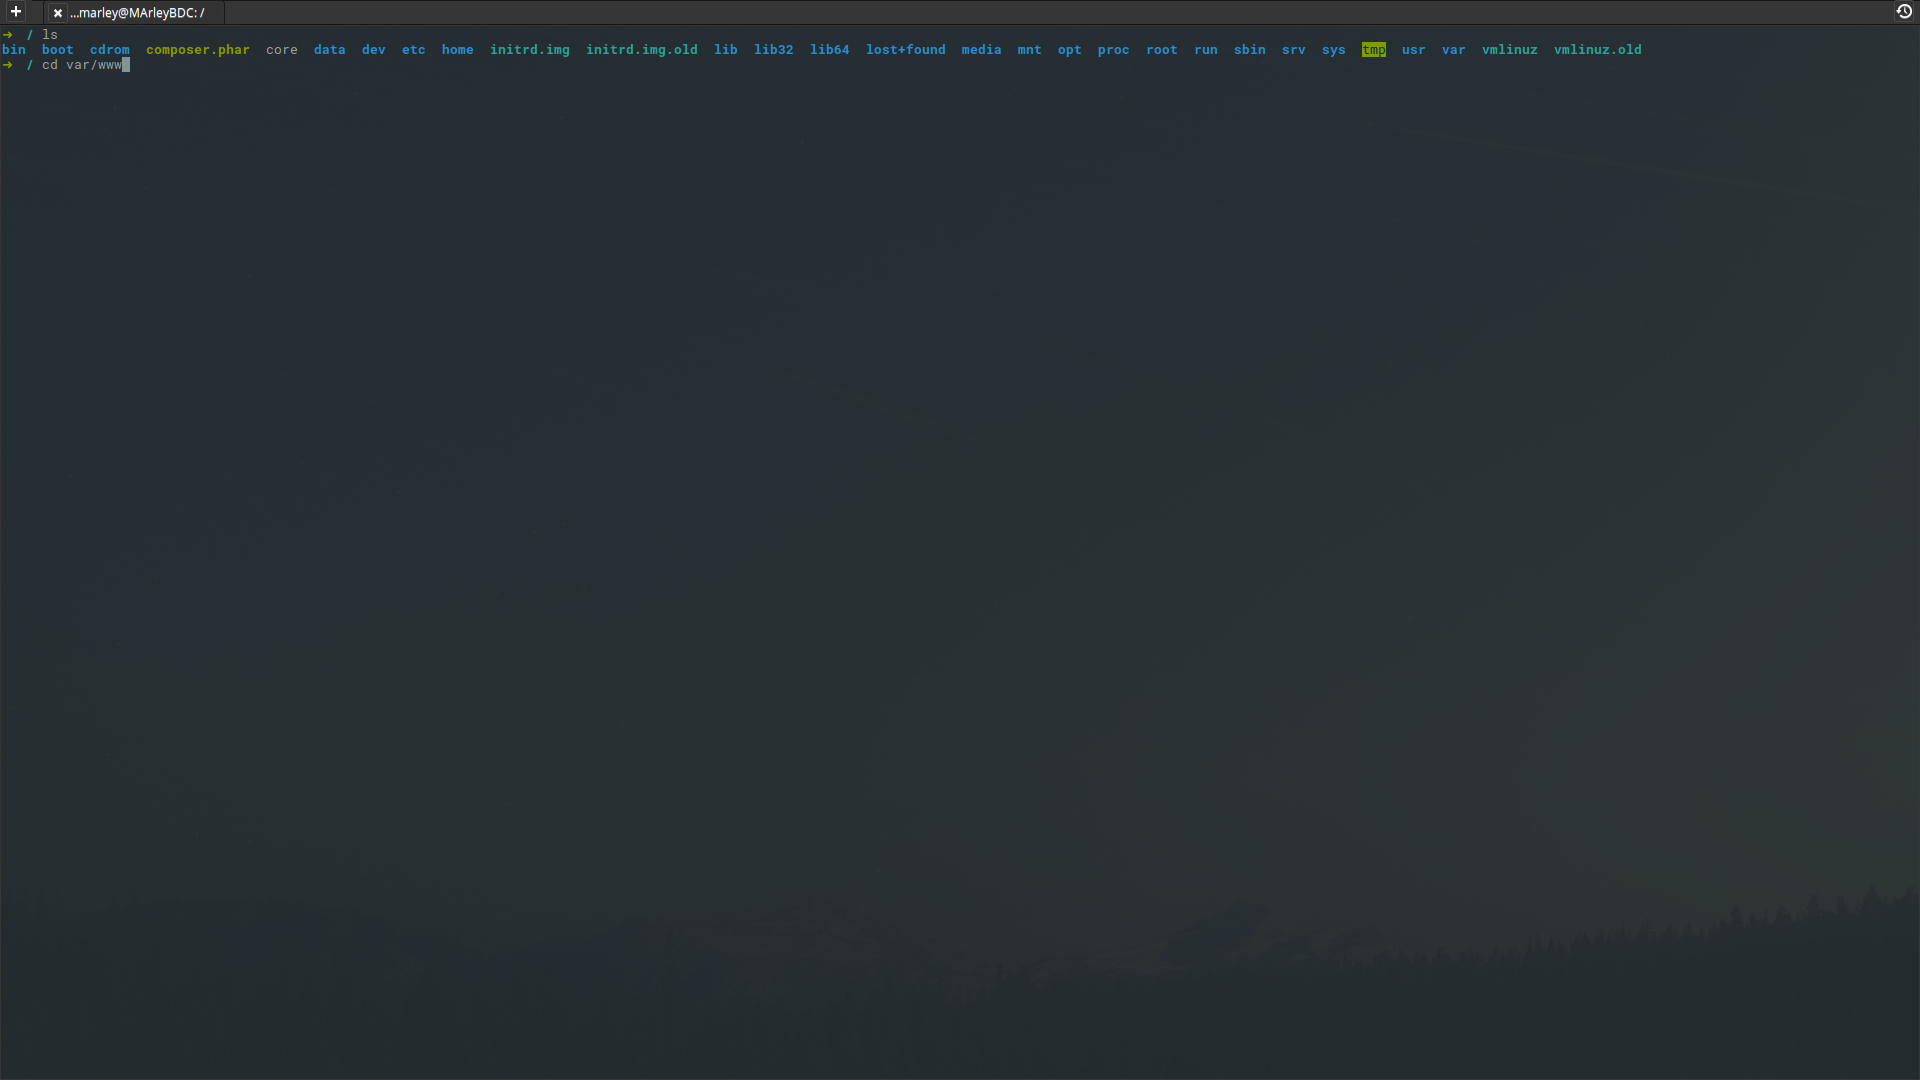 ...marley@MArleyBDC: /
➜  / ls
bin  boot  cdrom  composer.phar  core  data  dev  etc  home  initrd.img  initrd.img.old  lib  lib32  lib64  lost+found  media  mnt  opt  proc  root  run  sbin  srv  sys  tmp  usr  var  vmlinuz  vmlinuz.old
➜  / cd var/www